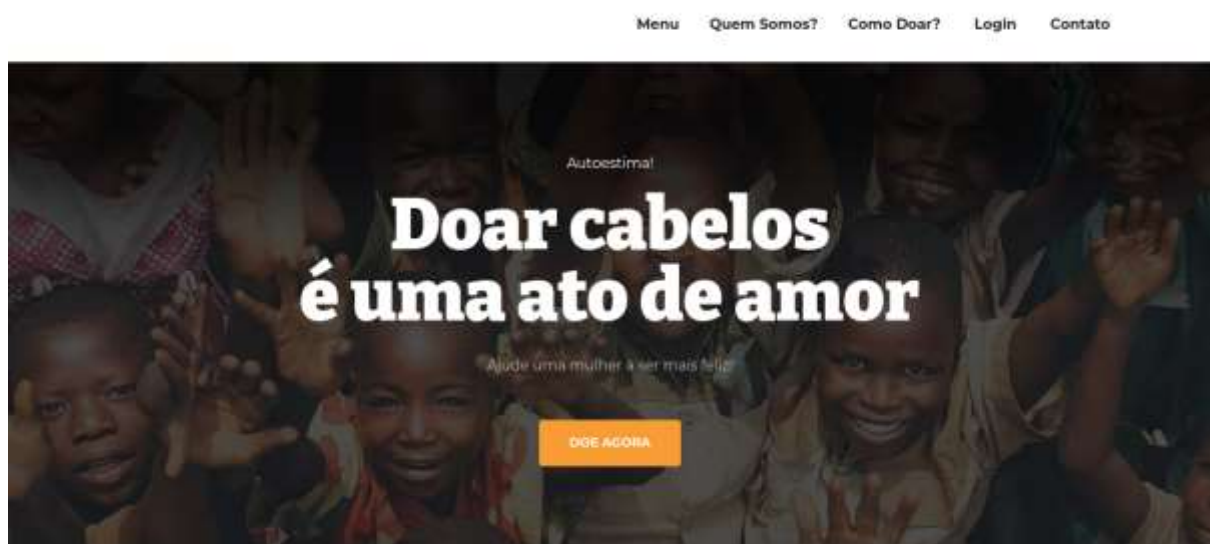 Menu Quem Somos? Como Doar? Login Contato
Autoestima!
Doar cabelos
é uma ato de amor
Ajude uma mulher à ser mais feliz!
DOE AGORA